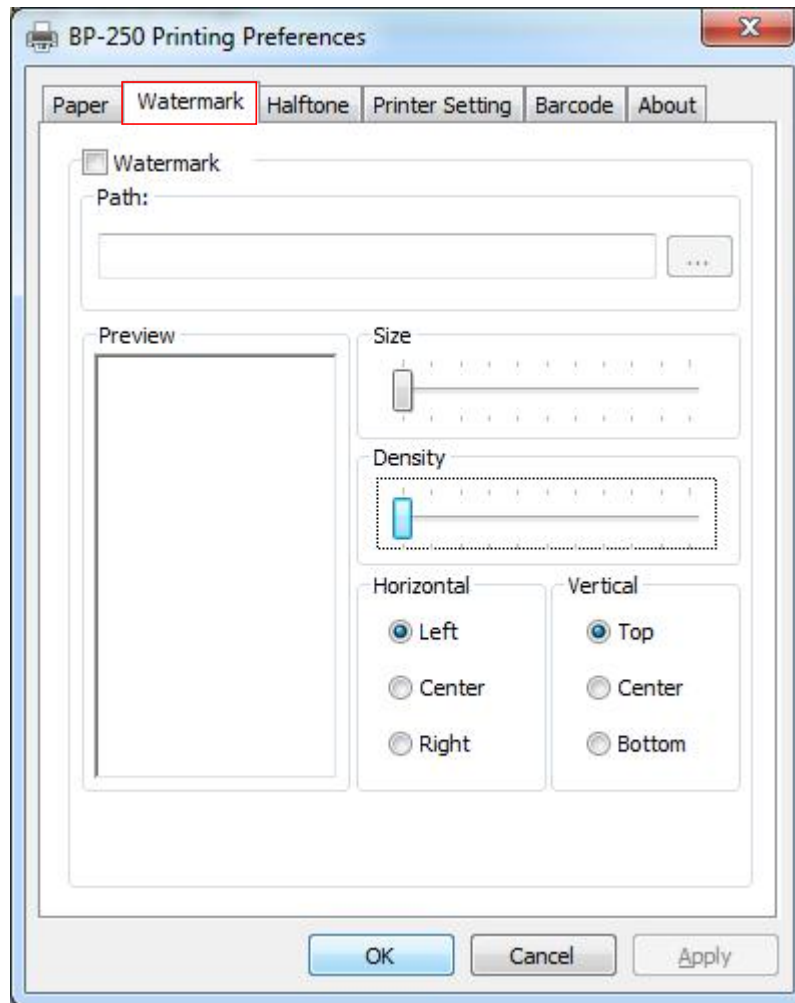 BP-250 Printing Preferences
Paper Watermark Halftone Printer Setting Barcode About
Watermark
Path:
...
Preview Size
Density
Horizontal Vertical
Left Top
Center Center
Right Bottom
OK Cancel Apply